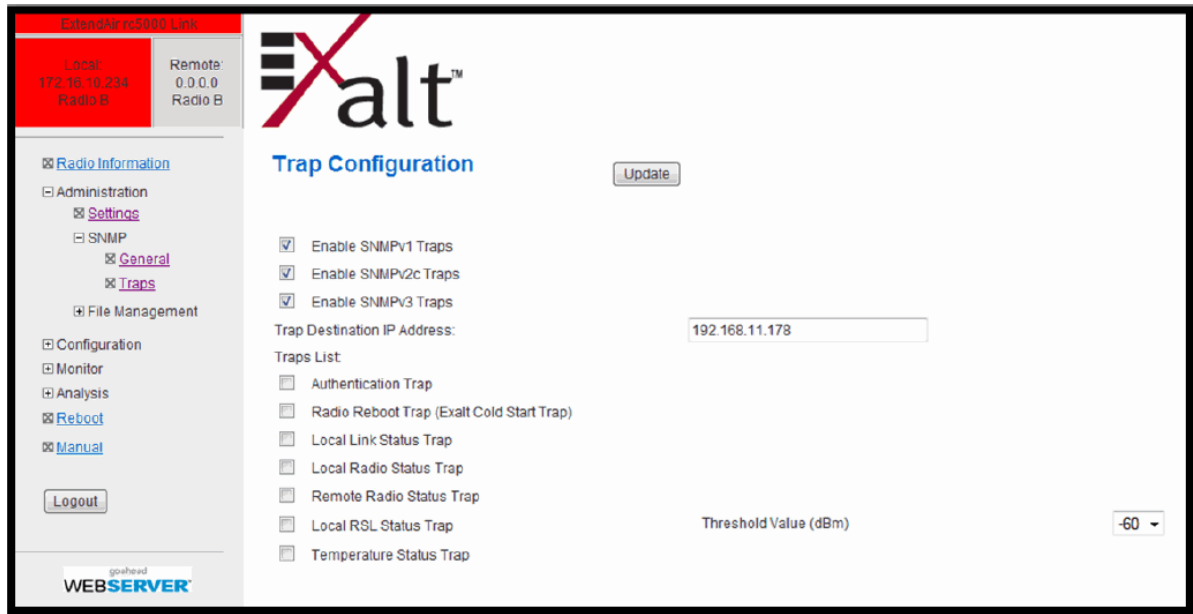 ExtendAir rc5000 Link
Local:
172.16.10.234
Radio B
Remote:
0.0.0.0
Radio B
Exalt™
Radio Information
Administration
Settings
SNMP
General
Traps
File Management
Configuration
Monitor
Analysis
Reboot
Manual
Logout
goahead
WEBSERVER
Trap Configuration
Update
Enable SNMPv1 Traps
Enable SNMPv2c Traps
Enable SNMPv3 Traps
Trap Destination IP Address: 192.168.11.178
Traps List:
Authentication Trap
Radio Reboot Trap (Exalt Cold Start Trap)
Local Link Status Trap
Local Radio Status Trap
Remote Radio Status Trap
Local RSL Status Trap Threshold Value (dBm) -60
Temperature Status Trap